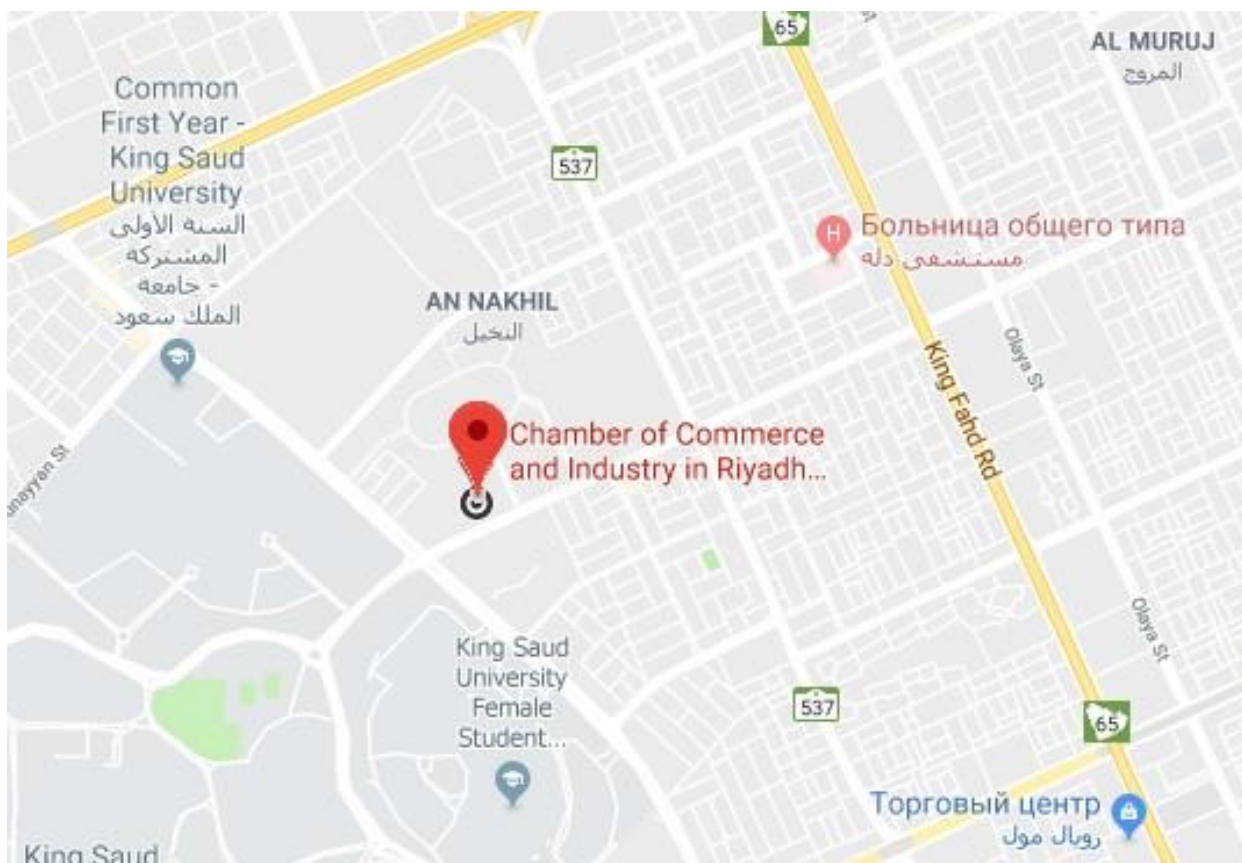 65
AL MURUJ
المروج
Common
First Year -
King Saud
University
السنة الأولى
المشتركة
- جامعة
الملك سعود
537
Больница общего типа
مستشفى دله
H
AN NAKHIL
النخيل
Olaya St
King Fahd Rd
Chamber of Commerce
and Industry in Riyadh...
unayyan St
Olaya St
King Saud
University
Female
Student...
537
65
Торговый центр
رويال مول
King Saud